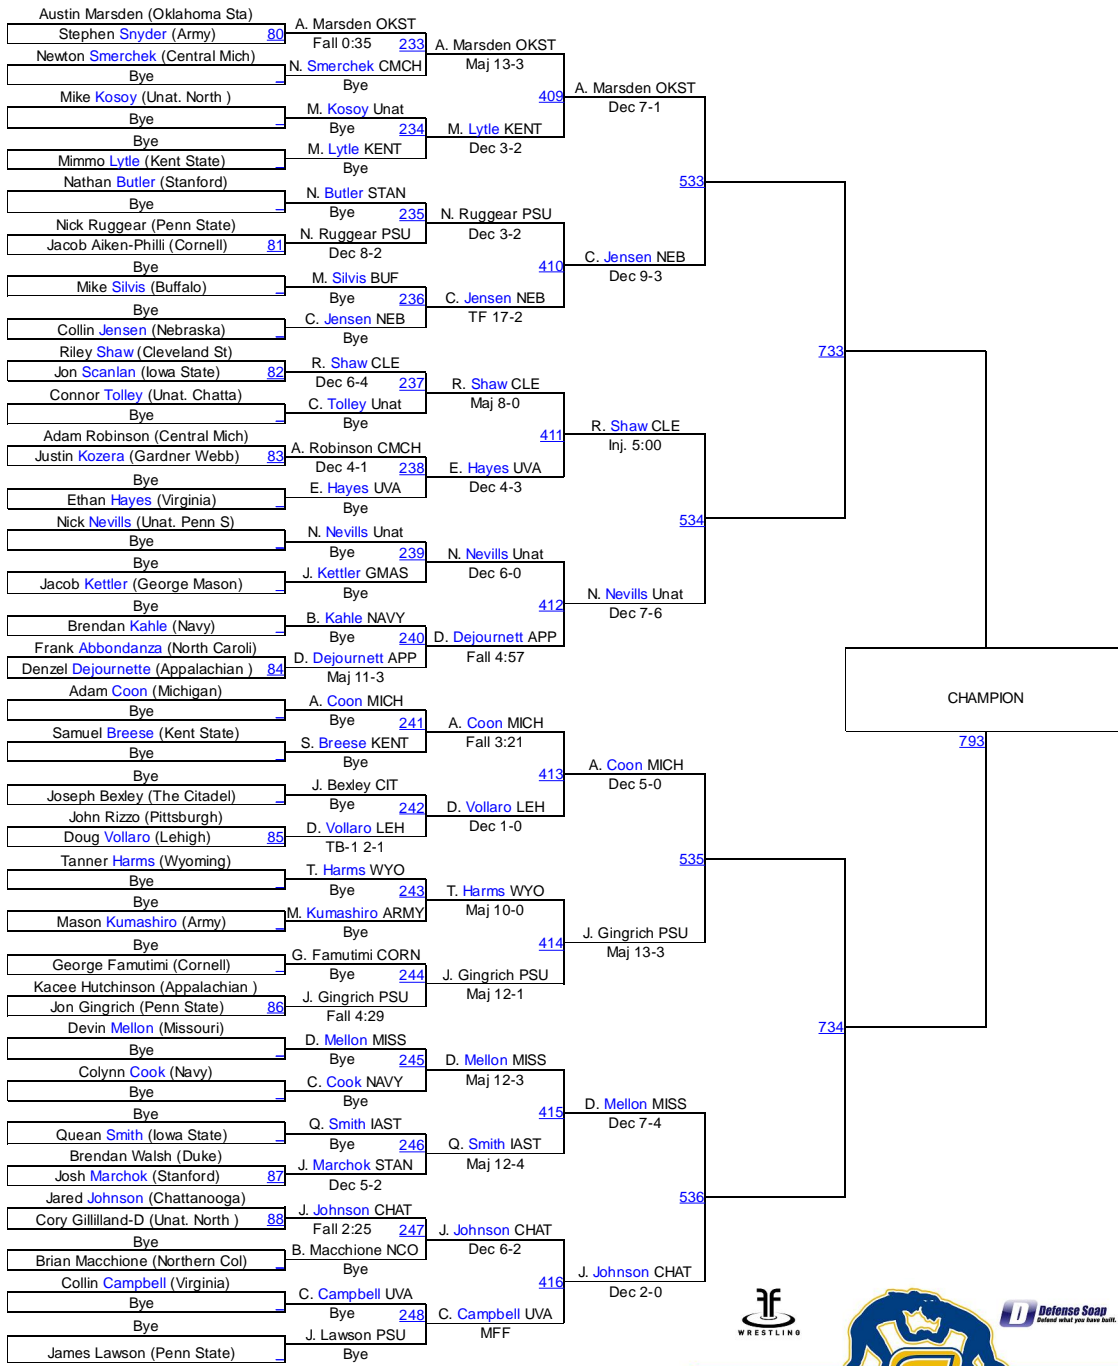 Austin Marsden (Oklahoma Sta)
Stephen Snyder (Army) 80
Newton Smerchek (Central Mich)
Bye
Mike Kosoy (Unat. North )
Bye
Bye
Mimmo Lytle (Kent State)
Nathan Butler (Stanford)
Bye
Nick Ruggear (Penn State)
Jacob Aiken-Philli (Cornell) 81
Bye
Mike Silvis (Buffalo)
Bye
Collin Jensen (Nebraska)
Riley Shaw (Cleveland St)
Jon Scanlan (Iowa State) 82
Connor Tolley (Unat. Chatta)
Bye
Adam Robinson (Central Mich)
Justin Kozera (Gardner Webb) 83
Bye
Ethan Hayes (Virginia)
Nick Nevills (Unat. Penn S)
Bye
Bye
Jacob Kettler (George Mason)
Bye
Brendan Kahle (Navy)
Frank Abbondanza (North Caroli)
Denzel Dejournette (Appalachian ) 84
Adam Coon (Michigan)
Bye
Samuel Breese (Kent State)
Bye
Bye
Joseph Bexley (The Citadel)
John Rizzo (Pittsburgh)
Doug Vollaro (Lehigh) 85
Tanner Harms (Wyoming)
Bye
Bye
Mason Kumashiro (Army)
Bye
George Famutimi (Cornell)
Kacee Hutchinson (Appalachian )
Jon Gingrich (Penn State) 86
Devin Mellon (Missouri)
Bye
Colynn Cook (Navy)
Bye
Bye
Quean Smith (Iowa State)
Brendan Walsh (Duke)
Josh Marchok (Stanford) 87
Jared Johnson (Chattanooga)
Cory Gillilland-D (Unat. North ) 88
Bye
Brian Macchione (Northern Col)
Collin Campbell (Virginia)
Bye
Bye
James Lawson (Penn State)
A. Marsden OKST
Fall 0:35 233
N. Smerchek CMCH
Bye
M. Kosoy Unat
Bye 234
M. Lytle KENT
Bye
N. Butler STAN
Bye 235
N. Ruggear PSU
Dec 8-2
M. Silvis BUF
Bye 236
C. Jensen NEB
Bye
R. Shaw CLE
Dec 6-4 237
C. Tolley Unat
Bye
A. Robinson CMCH
Dec 4-1 238
E. Hayes UVA
Bye
N. Nevills Unat
Bye 239
J. Kettler GMAS
Bye
B. Kahle NAVY
Bye 240
D. Dejournett APP
Maj 11-3
A. Coon MICH
Bye 241
S. Breese KENT
Bye
J. Bexley CIT
Bye 242
D. Vollaro LEH
TB-1 2-1
T. Harms WYO
Bye 243
M. Kumashiro ARMY
Bye
G. Famutimi CORN
Bye 244
J. Gingrich PSU
Fall 4:29
D. Mellon MISS
Bye 245
C. Cook NAVY
Bye
Q. Smith IAST
Bye 246
J. Marchok STAN
Dec 5-2
J. Johnson CHAT
Fall 2:25 247
B. Macchione NCO
Bye
C. Campbell UVA
Bye 248
J. Lawson PSU
Bye
A. Marsden OKST
Maj 13-3
409
M. Lytle KENT
Dec 3-2
N. Ruggear PSU
Dec 3-2
410
C. Jensen NEB
TF 17-2
R. Shaw CLE
Maj 8-0
411
E. Hayes UVA
Dec 4-3
N. Nevills Unat
Dec 6-0
412
D. Dejournett APP
Fall 4:57
A. Coon MICH
Fall 3:21
413
D. Vollaro LEH
Dec 1-0
T. Harms WYO
Maj 10-0
414
J. Gingrich PSU
Maj 12-1
D. Mellon MISS
Maj 12-3
415
Q. Smith IAST
Maj 12-4
J. Johnson CHAT
Dec 6-2
416
C. Campbell UVA
MFF
A. Marsden OKST
Dec 7-1
533
C. Jensen NEB
Dec 9-3
R. Shaw CLE
Inj. 5:00
534
N. Nevills Unat
Dec 7-6
A. Coon MICH
Dec 5-0
535
J. Gingrich PSU
Maj 13-3
D. Mellon MISS
Dec 7-4
536
J. Johnson CHAT
Dec 2-0
733
734
CHAMPION
793
WRESTLING
D Defense Soap
Defend what you have built.